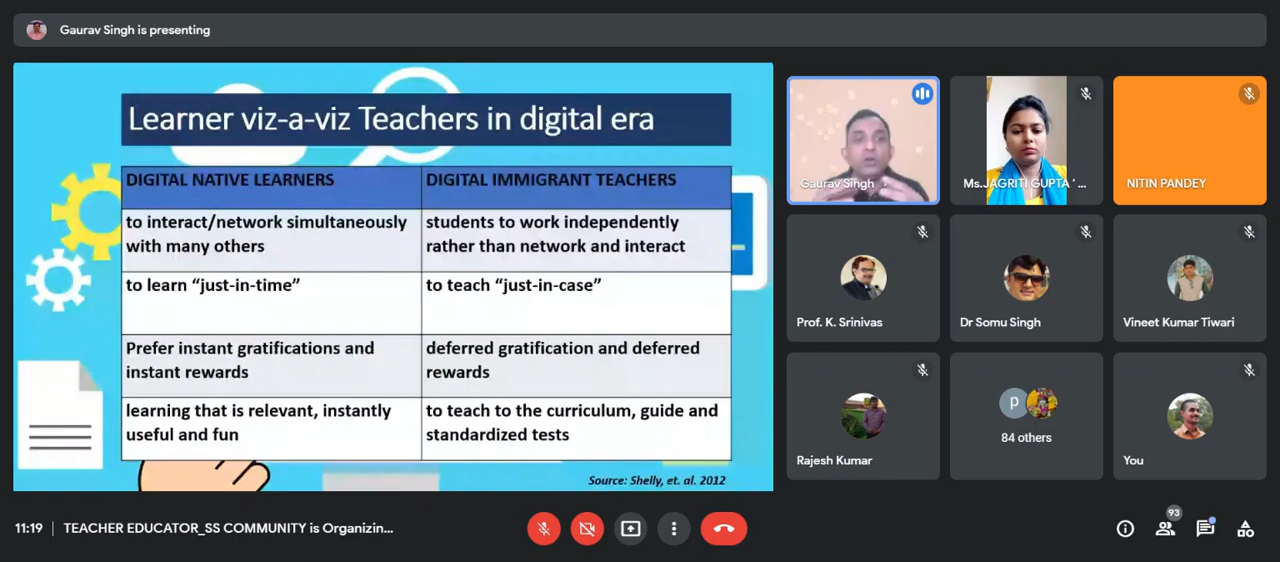 Gaurav Singh is presenting
Learner viz-a-viz Teachers in digital era
DIGITAL NATIVE LEARNERS
DIGITAL IMMIGRANT TEACHERS
to interact/network simultaneously
with many others
students to work independently
rather than network and interact
to learn “just-in-time”
to teach “just-in-case”
Prefer instant gratifications and
instant rewards
deferred gratification and deferred
rewards
learning that is relevant, instantly
useful and fun
to teach to the curriculum, guide and
standardized tests
Source: Shelly, et. al. 2012
Gaurav Singh
Ms.JAGRITI GUPTA ' ...
NITIN PANDEY
Prof. K. Srinivas
Dr Somu Singh
Vineet Kumar Tiwari
Rajesh Kumar
p
84 others
You
11:19
TEACHER EDUCATOR_SS COMMUNITY is Organizin...
93